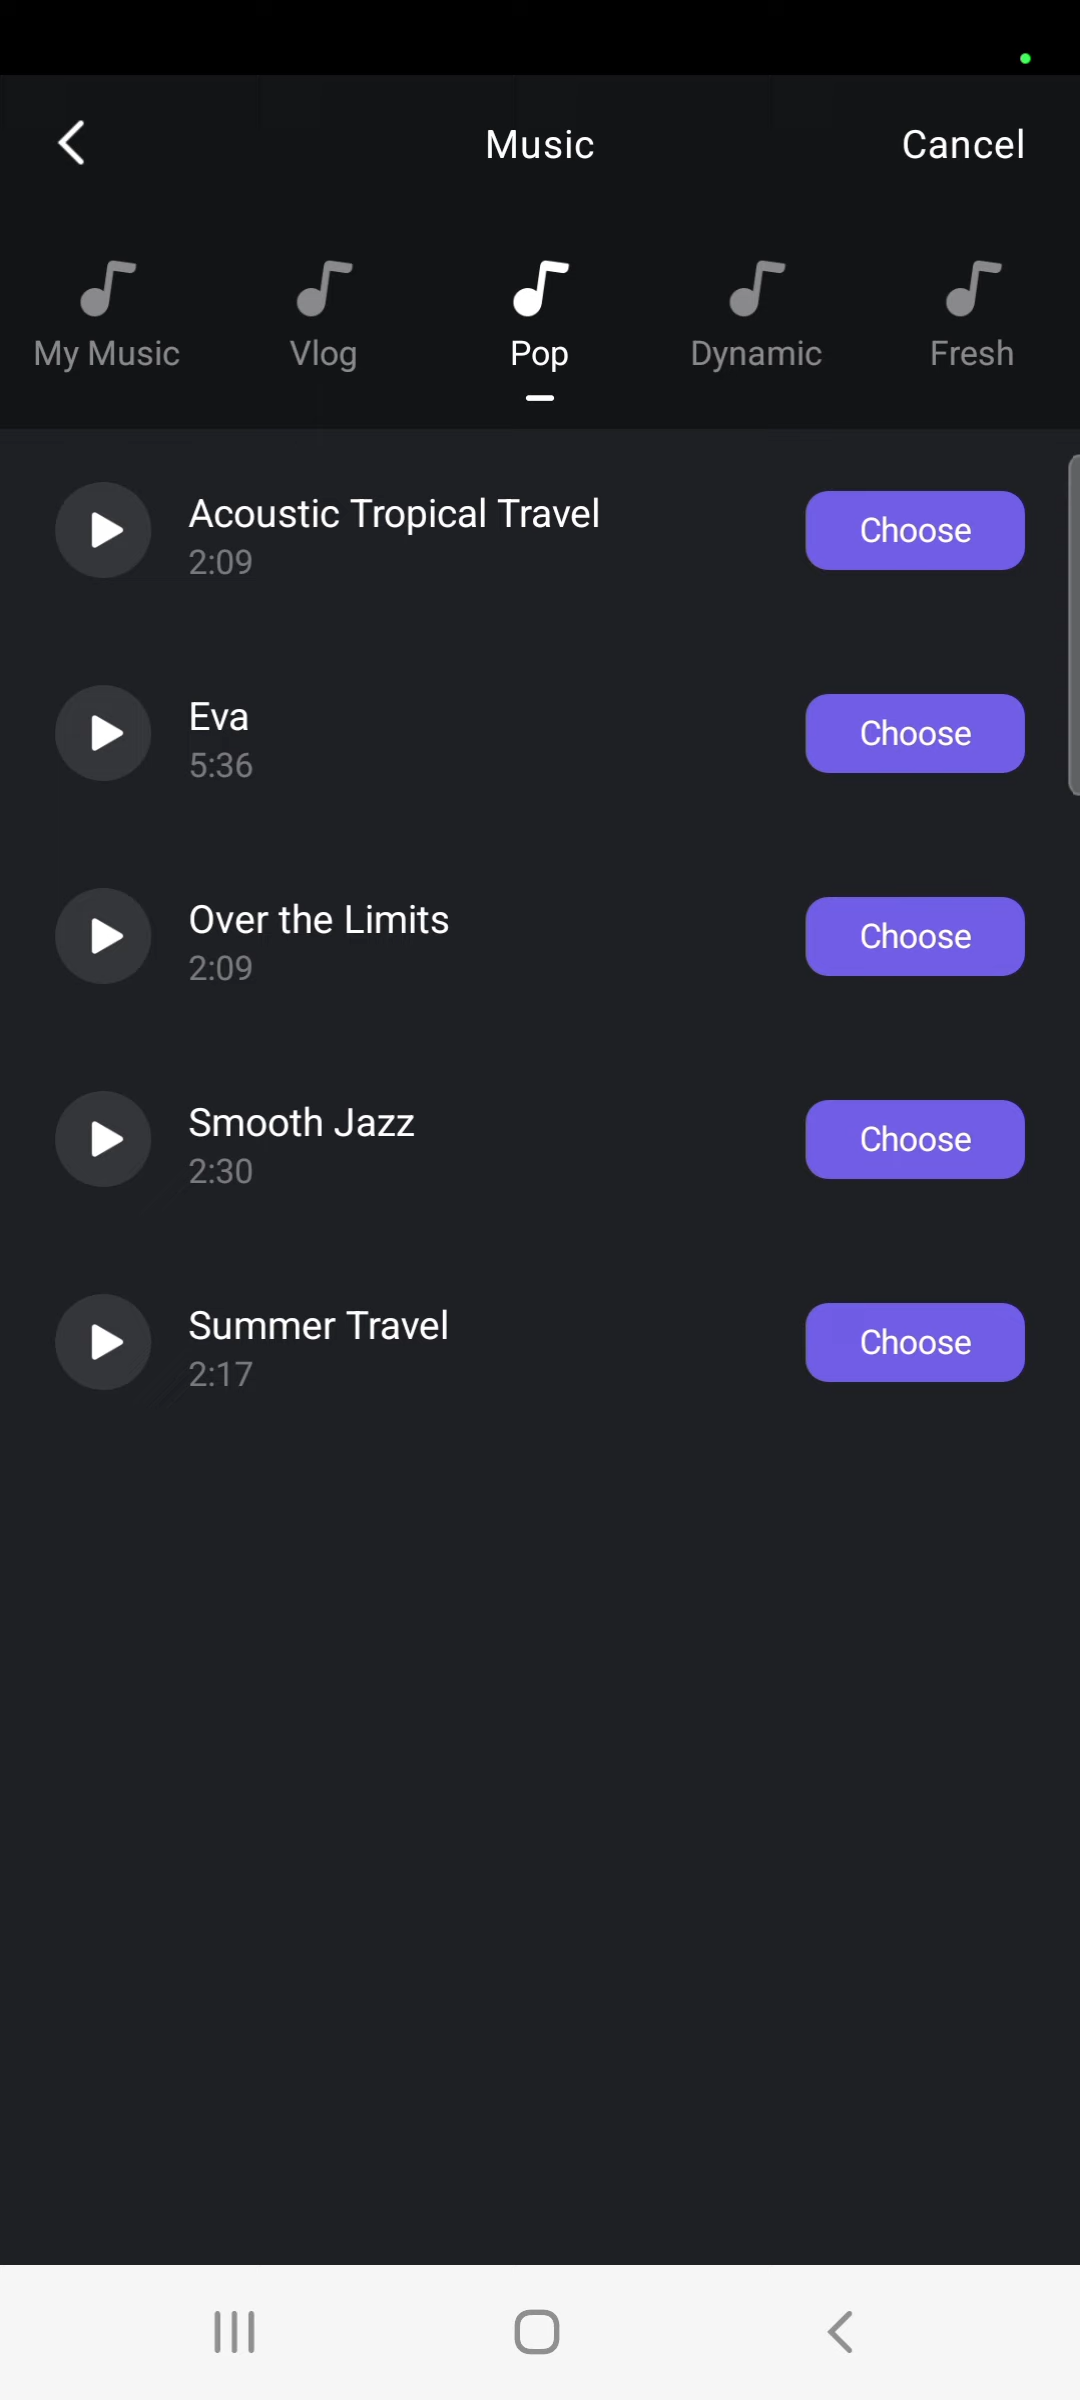 Music
Cancel
My Music
Vlog
Pop
Dynamic
Fresh
Acoustic Tropical Travel
2:09
Choose
Eva
5:36
Choose
Over the Limits
2:09
Choose
Smooth Jazz
2:30
Choose
Summer Travel
2:17
Choose